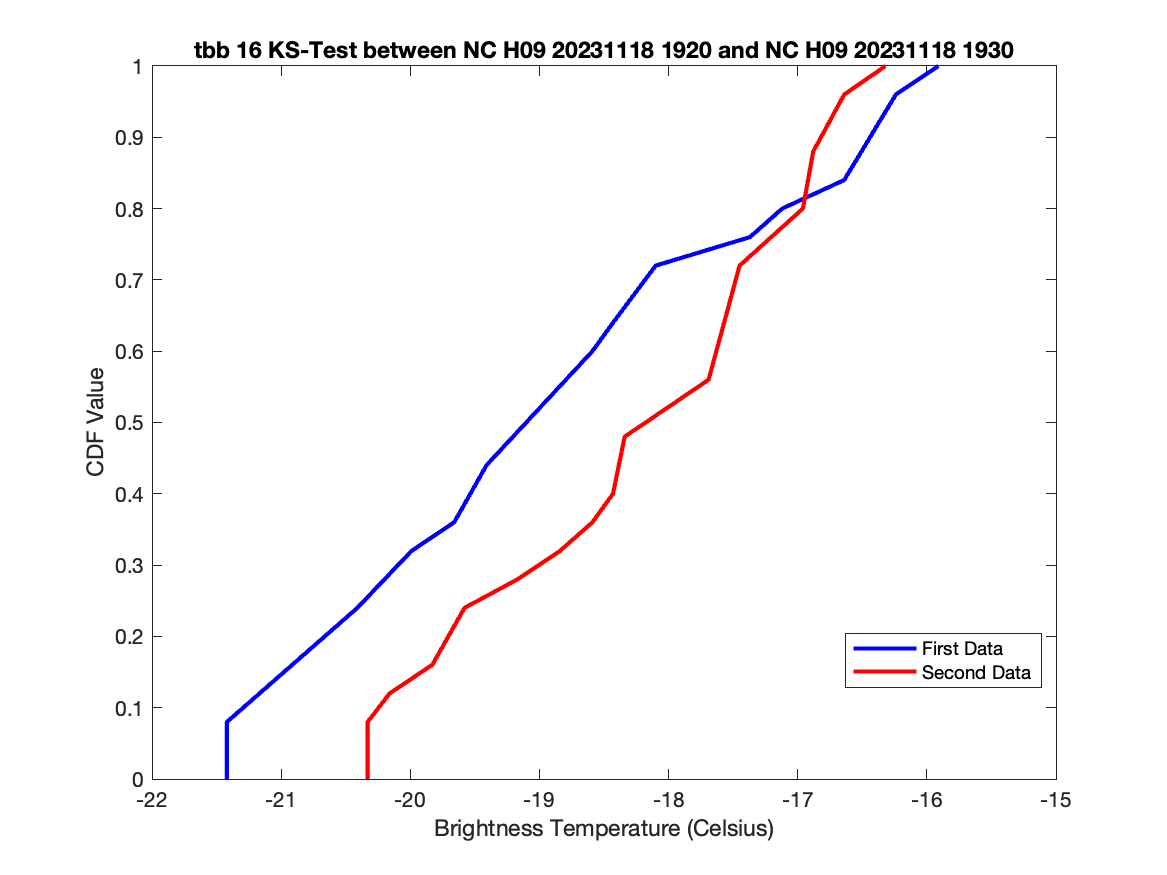 tbb 16 KS-Test between NC H09 20231118 1920 and NC H09 20231118 1930
1
0.9
0.8
0.7
0.6
0.5
0.4
0.3
0.2
0.1
0
CDF Value
First Data
Second Data
-22 -21 -20 -19 -18 -17 -16 -15
Brightness Temperature (Celsius)